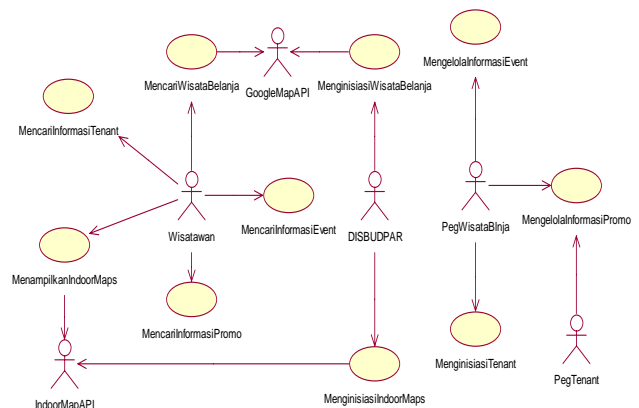 MengelolaInformasiEvent
MencariWisataBelanja
GoogleMapAPI
MenginisiasiWisataBelanja
MencariInformasiTenant
Wisatawan
MencariInformasiEvent
DISBUDPAR
PegWisataBlnja
MengelolaInformasiPromo
MenampilkanIndoorMaps
MencariInformasiPromo
MenginisiasiTenant
IndoorMapAPI
MenginisiasiIndoorMaps
PegTenant